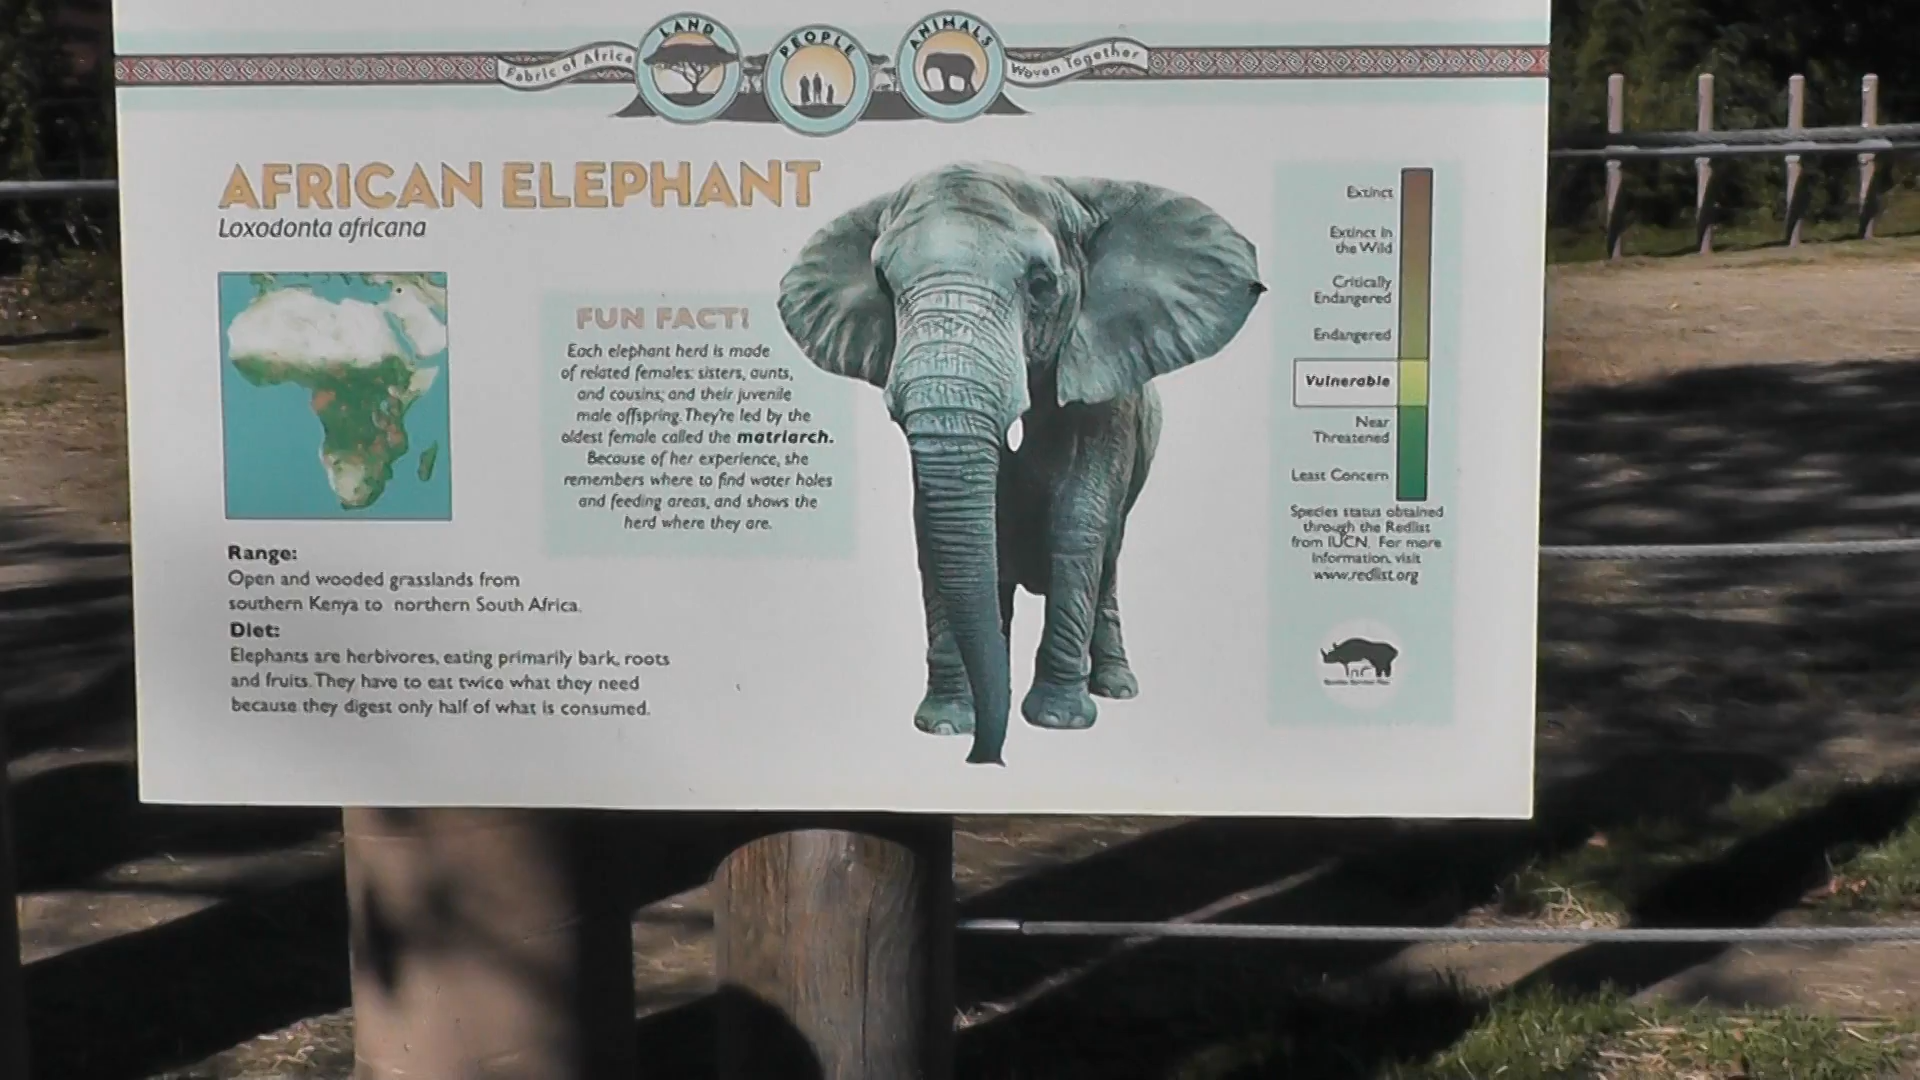 Fabric of Africa
LAND
PEOPLE
ANIMALS
Woven Together
AFRICAN ELEPHANT
Loxodonta africana
FUN FACT!
Each elephant herd is made
of related females: sisters, aunts,
and cousins; and their juvenile
male offspring. They're led by the
oldest female called the matriarch.
Because of her experience, she
remembers where to find water holes
and feeding areas, and shows the
herd where they are.
Range:
Open and wooded grasslands from
southern Kenya to northern South Africa.
Diet:
Elephants are herbivores, eating primarily bark, roots
and fruits. They have to eat twice what they need
because they digest only half of what is consumed.
Extinct
Extinct in
the Wild
Critically
Endangered
Endangered
Vulnerable
Near
Threatened
Least Concern
Species status obtained
through the Redlist
from IUCN. For more
information, visit
www.redlist.org